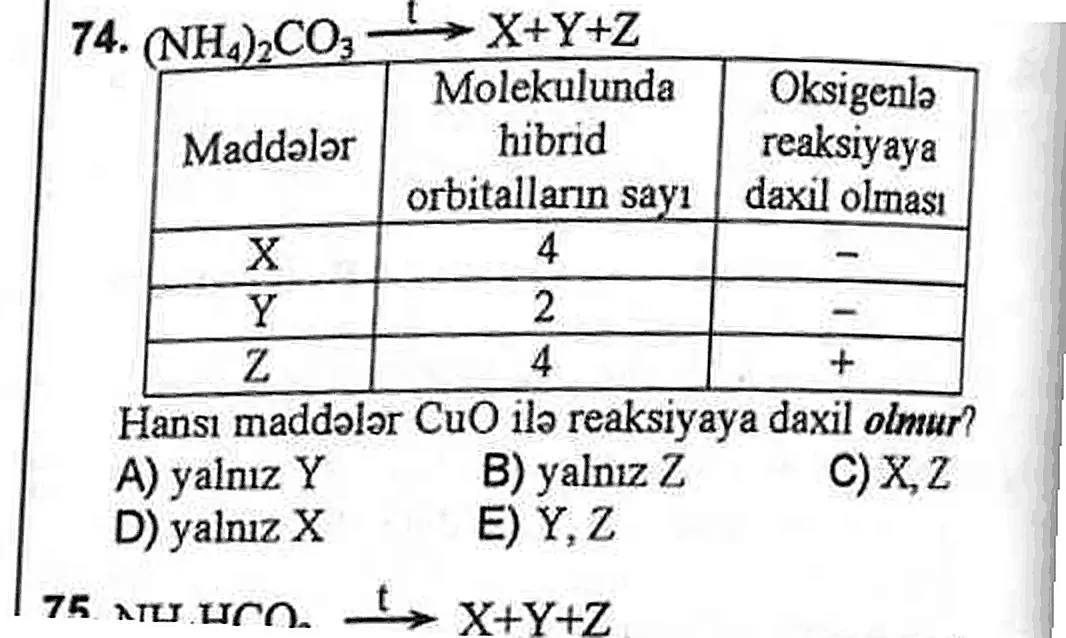 74. (NH₄)₂CO₃ —t→ X+Y+Z
Maddələr | Molekulunda hibrid orbitalların sayı | Oksigenlə reaksiyaya daxil olması
X | 4 | –
Y | 2 | –
Z | 4 | +
Hansı maddələr CuO ilə reaksiyaya daxil olmur?
A) yalnız Y B) yalnız Z C) X, Z
D) yalnız X E) Y, Z
75. NH₄HCO₃ —t→ X+Y+Z